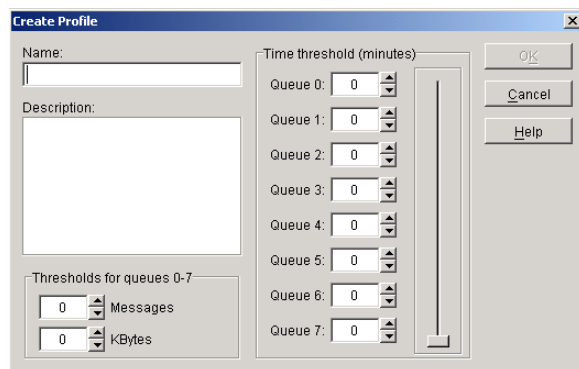 Create Profile
Name:
Description:
Thresholds for queues 0-7
0 Messages
0 KBytes
Time threshold (minutes)
Queue 0: 0
Queue 1: 0
Queue 2: 0
Queue 3: 0
Queue 4: 0
Queue 5: 0
Queue 6: 0
Queue 7: 0
OK
Cancel
Help